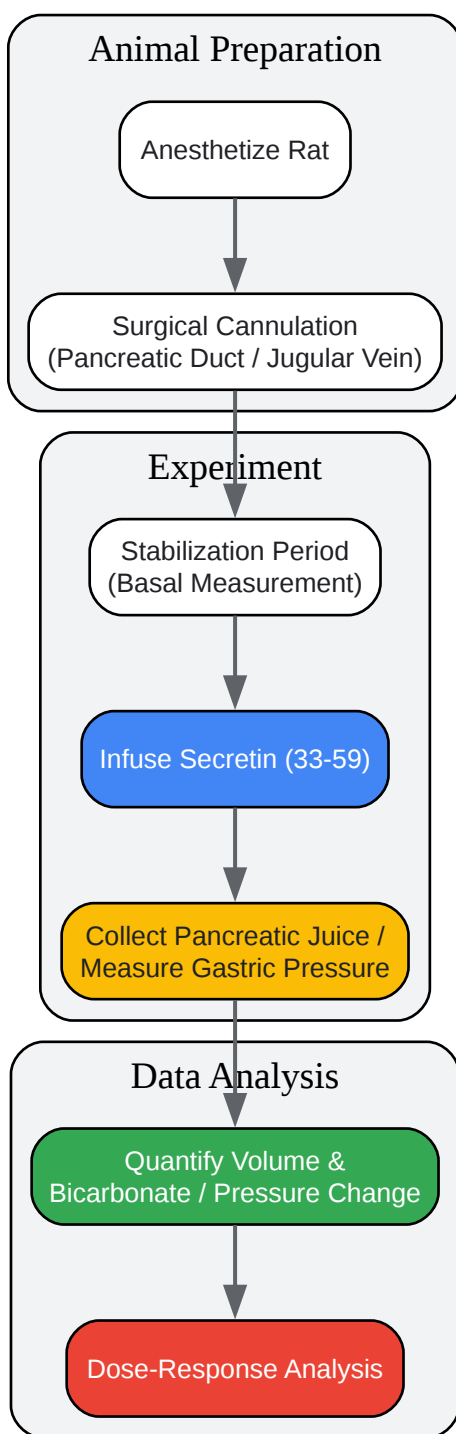 Animal Preparation
Anesthetize Rat
Surgical Cannulation
(Pancreatic Duct / Jugular Vein)
Experiment
Stabilization Period
(Basal Measurement)
Infuse Secretin (33-59)
Collect Pancreatic Juice /
Measure Gastric Pressure
Data Analysis
Quantify Volume &
Bicarbonate / Pressure Change
Dose-Response Analysis